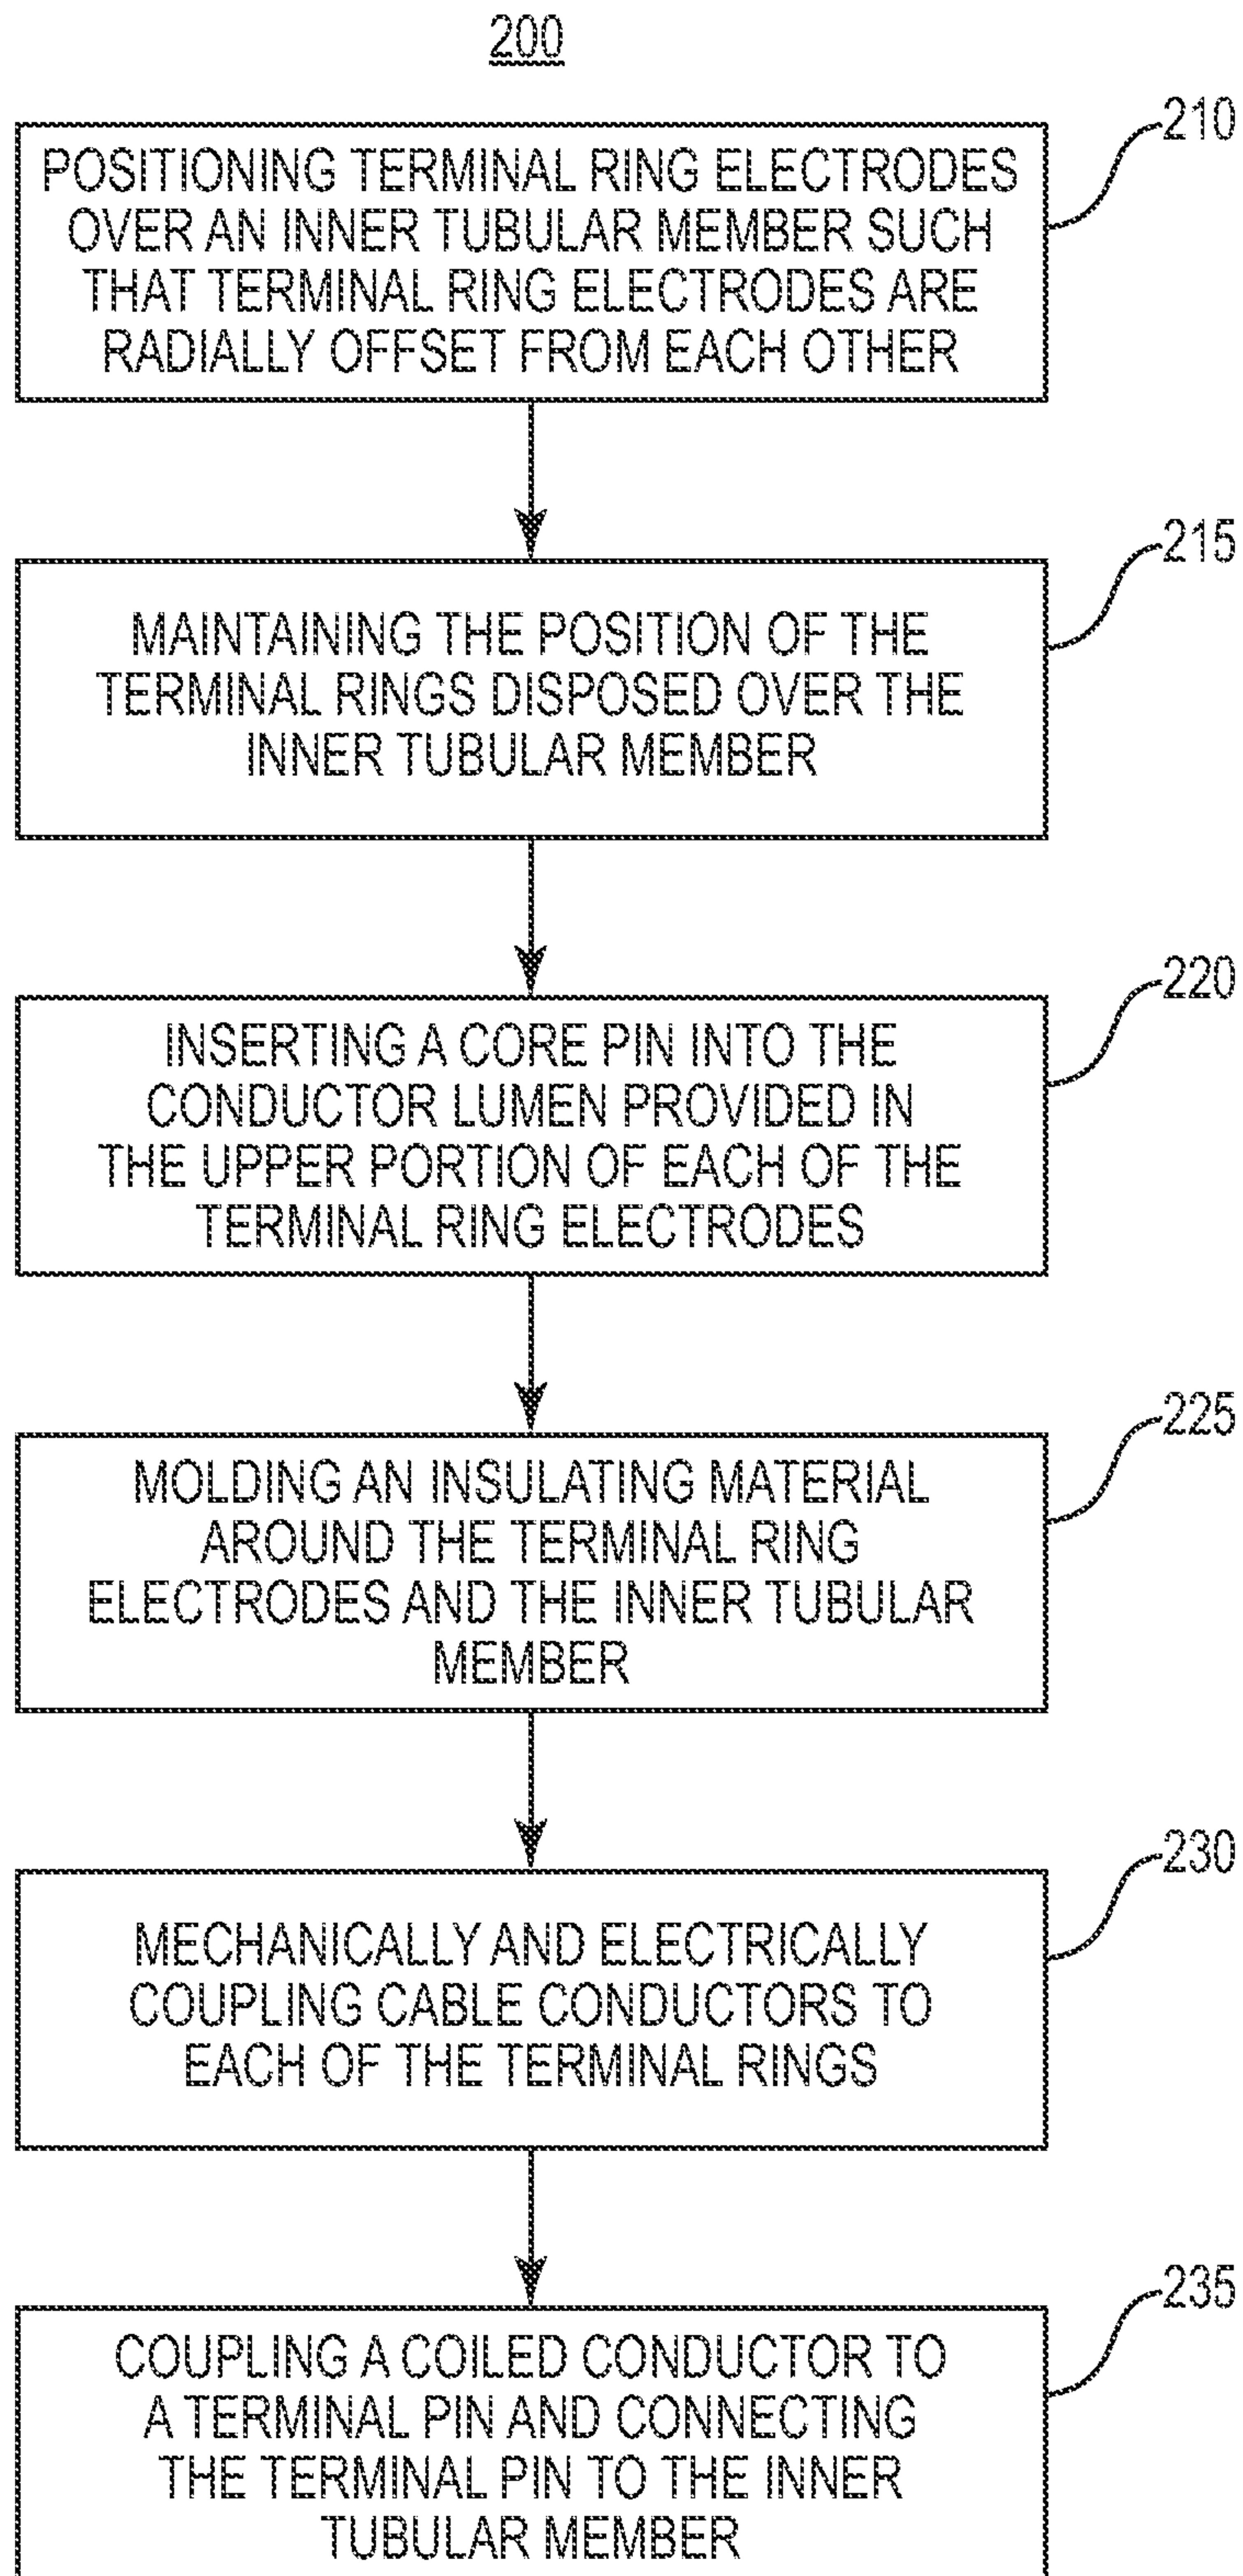 200
210
POSITIONING TERMINAL RING ELECTRODES
OVER AN INNER TUBULAR MEMBER SUCH
THAT TERMINAL RING ELECTRODES ARE
RADIALLY OFFSET FROM EACH OTHER
215
MAINTAINING THE POSITION OF THE
TERMINAL RINGS DISPOSED OVER THE
INNER TUBULAR MEMBER
220
INSERTING A CORE PIN INTO THE
CONDUCTOR LUMEN PROVIDED IN
THE UPPER PORTION OF EACH OF THE
TERMINAL RING ELECTRODES
225
MOLDING AN INSULATING MATERIAL
AROUND THE TERMINAL RING
ELECTRODES AND THE INNER TUBULAR
MEMBER
230
MECHANICALLY AND ELECTRICALLY
COUPLING CABLE CONDUCTORS TO
EACH OF THE TERMINAL RINGS
235
COUPLING A COILED CONDUCTOR TO
A TERMINAL PIN AND CONNECTING
THE TERMINAL PIN TO THE INNER
TUBULAR MEMBER